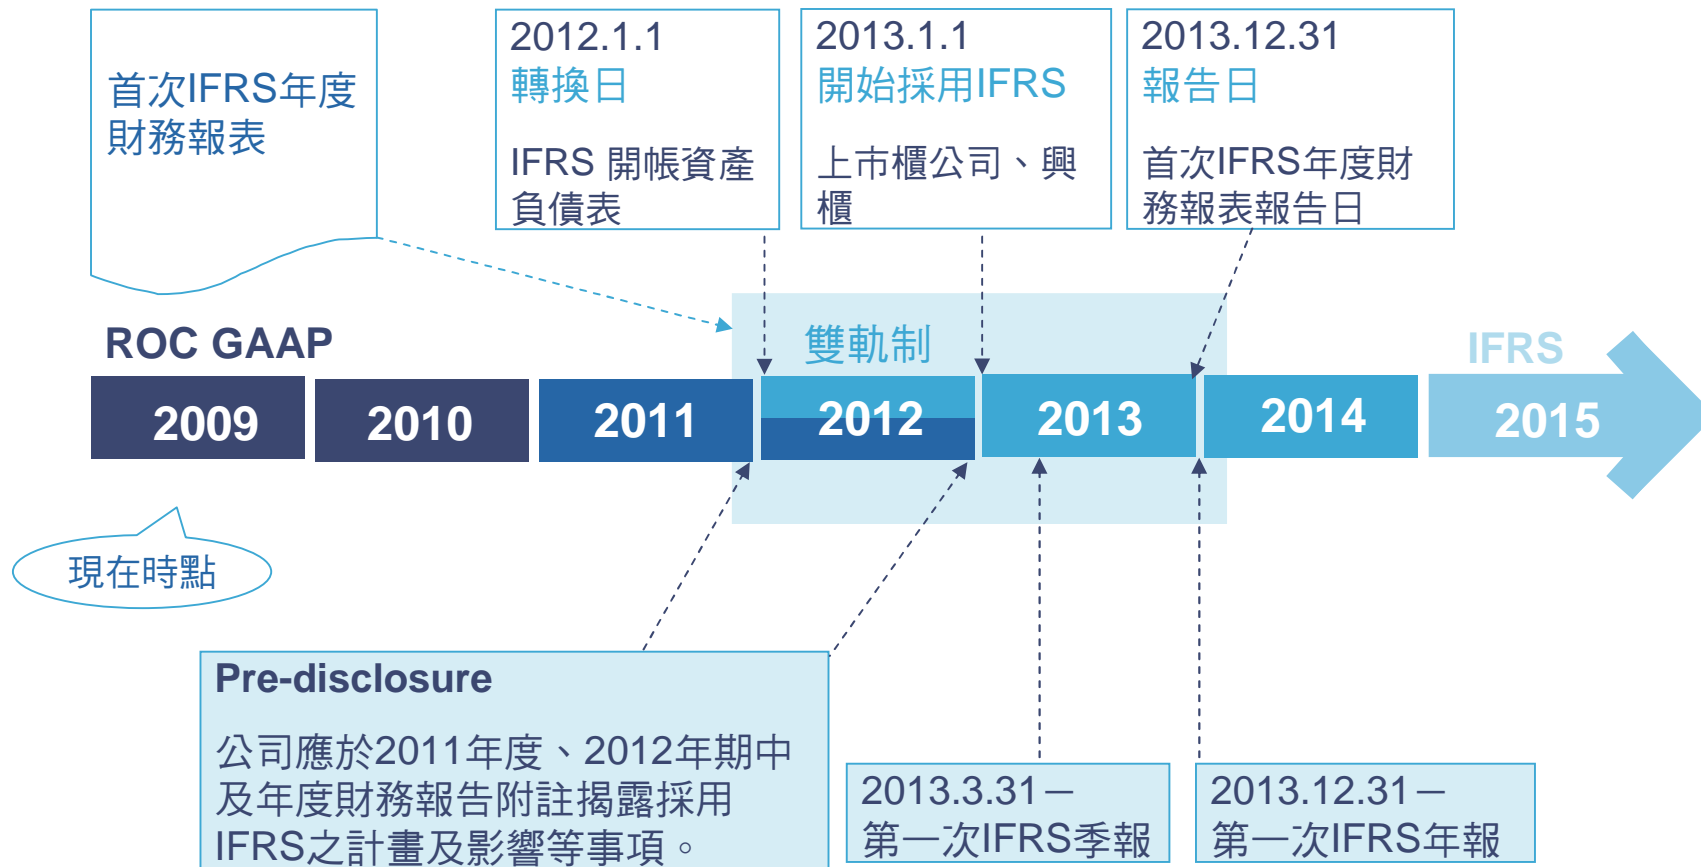 首次IFRS年度
財務報表
2012.1.1
轉換日
IFRS 開帳資產
負債表
2013.1.1
開始採用IFRS
上市櫃公司、興
櫃
2013.12.31
報告日
首次IFRS年度財
務報表報告日
ROC GAAP
雙軌制
IFRS
2009
2010
2011
2012
2013
2014
2015
現在時點
Pre-disclosure
公司應於2011年度、2012年期中
及年度財務報告附註揭露採用
IFRS之計畫及影響等事項。
2013.3.31－
第一次IFRS季報
2013.12.31－
第一次IFRS年報